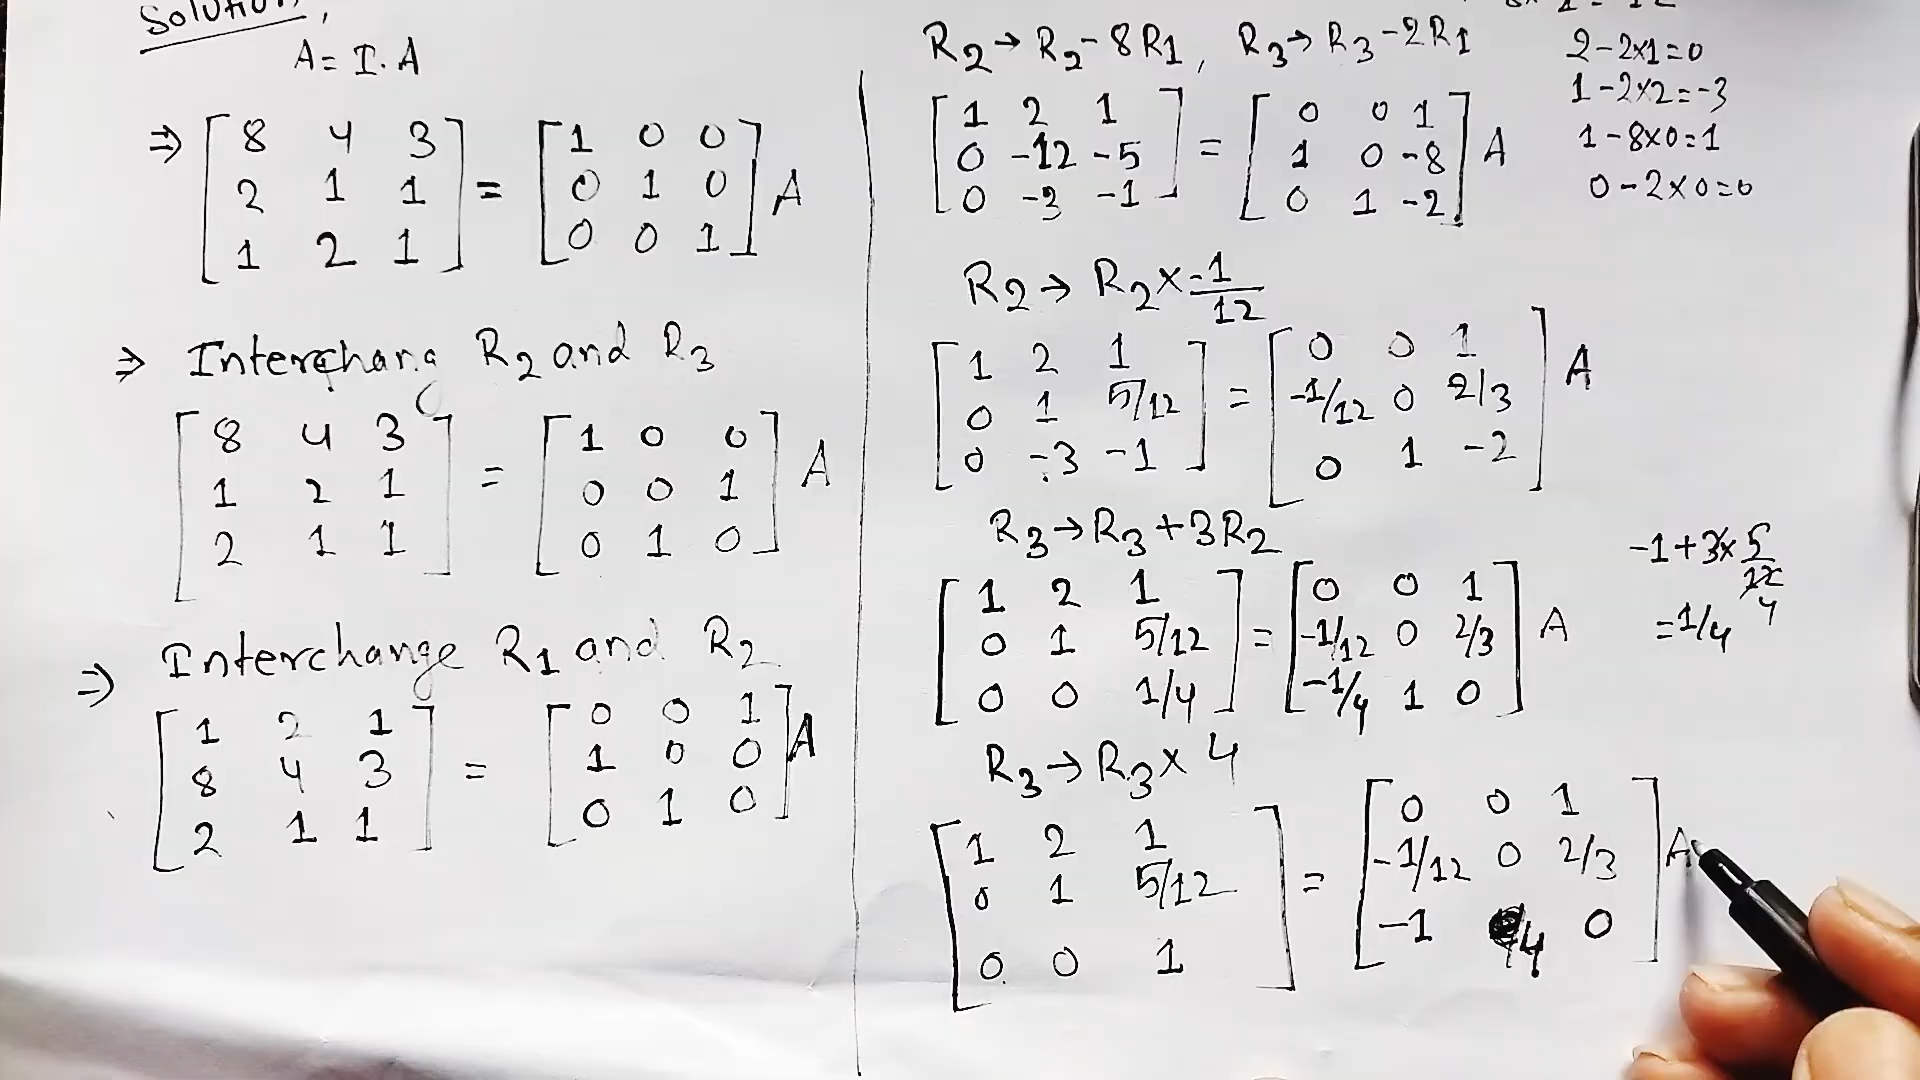 Solution,
A = I. A
⇒ [8 4 3 = [1 0 0
2 1 1 0 1 0 A
1 2 1] 0 0 1]
⇒ Interchang R2 and R3
[8 4 3 = [1 0 0
1 2 1 0 0 1 A
2 1 1] 0 1 0]
⇒ Interchange R1 and R2
[1 2 1 = [0 0 1
8 4 3 1 0 0 A
2 1 1] 0 1 0]
R2→R2-8R1, R3→R3-2R1
[1 2 1 = [0 0 1
0 -12 -5 1 0 -8 A
0 -3 -1] 0 1 -2]
R2→R2×-1/12
[1 2 1 = [0 0 1
0 1 5/12 -1/12 0 2/3 A
0 -3 -1] 0 1 -2]
R3→R3+3R2
[1 2 1 = [0 0 1
0 1 5/12 -1/12 0 2/3 A
0 0 1/4] -1/4 1 0]
R3→R3×4
[1 2 1 = [0 0 1
0 1 5/12 -1/12 0 2/3 A
0 0 1] -1 4 0]
2-2×1=0
1-2×2=-3
1-8×0=1
0-2×0=0
-1+3×5/12
4
=1/4